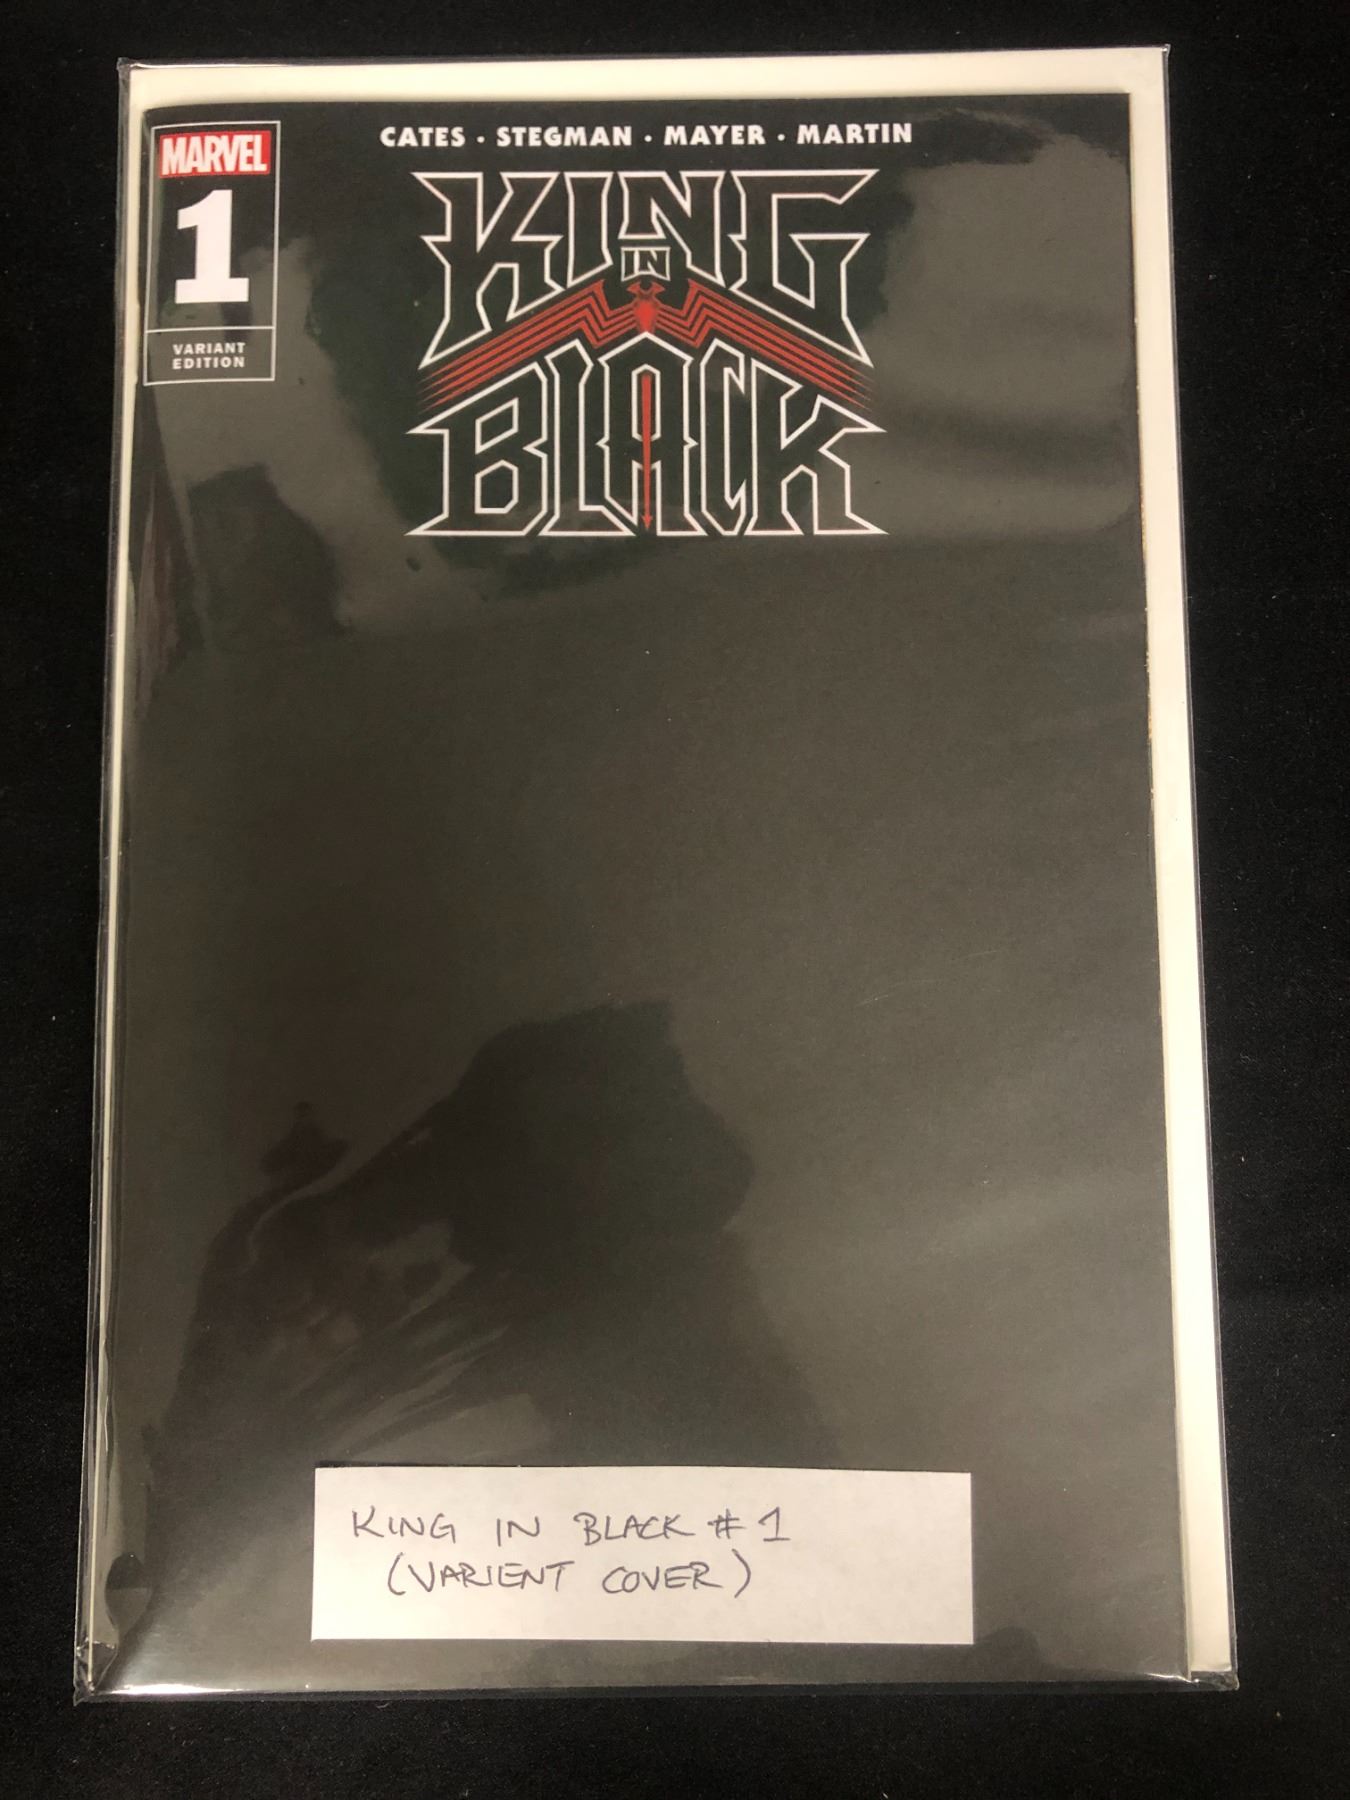 CATES · STEGMAN · MAYER · MARTIN
MARVEL
1
VARIANT
EDITION
KING
IN
BLACK
KING IN BLACK #1
(VARIENT COVER)